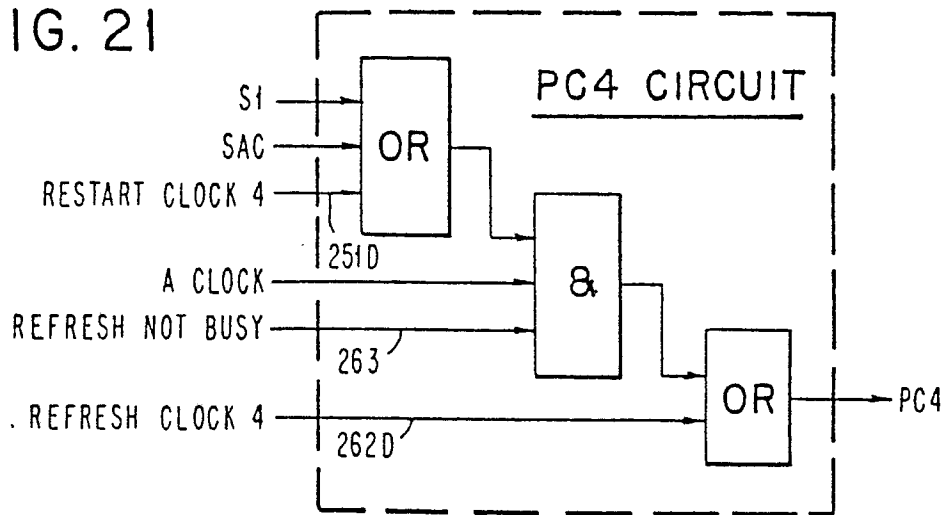 IG. 21
PC4 CIRCUIT
S1
SAC
OR
RESTART CLOCK 4
251D
A CLOCK
&
REFRESH NOT BUSY
263
OR
PC4
. REFRESH CLOCK 4
262D